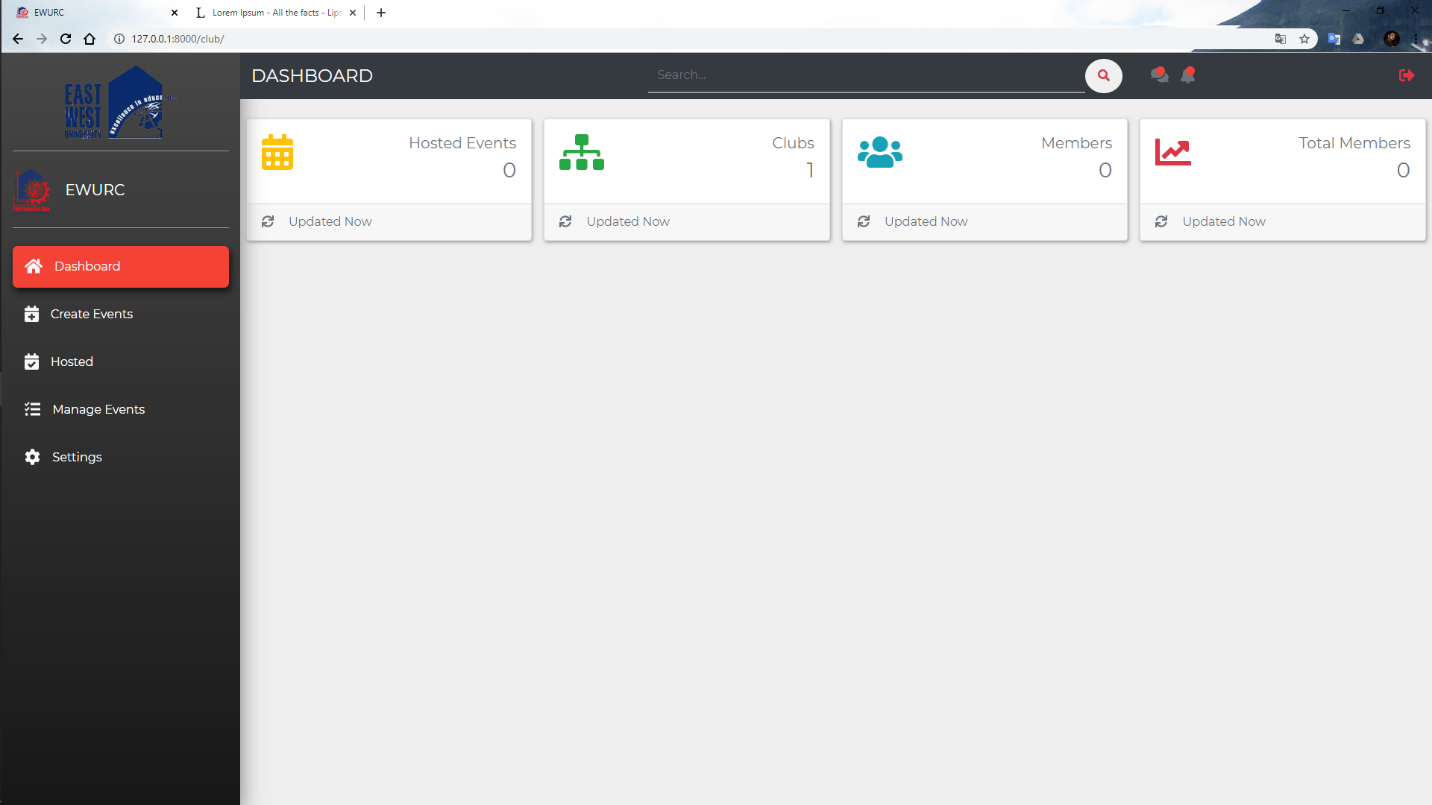 EWURC
L Lorem Ipsum - All the facts - Lips
127.0.0.1:8000/club/
EAST
WEST
UNIVERSITY
excellence in education
EWURC
Dashboard
Create Events
Hosted
Manage Events
Settings
DASHBOARD
Search...
Hosted Events
0
Updated Now
Clubs
1
Updated Now
Members
0
Updated Now
Total Members
0
Updated Now